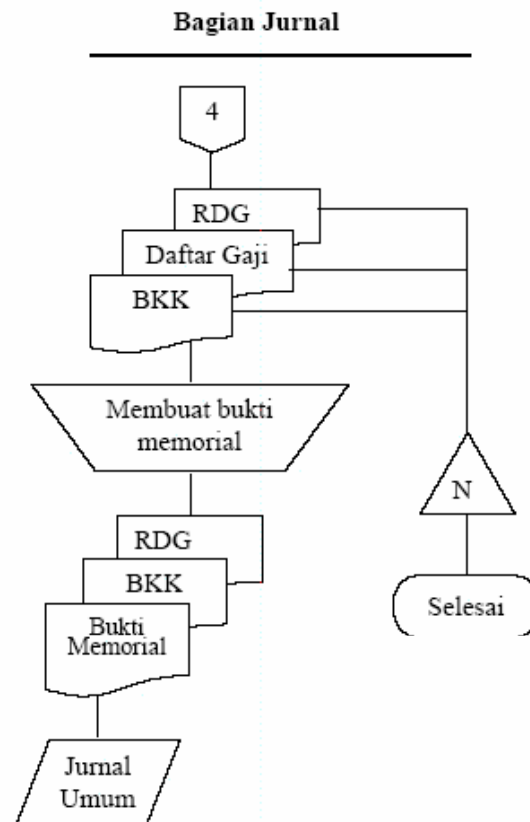 Bagian Jurnal
4
RDG
Daftar Gaji
BKK
Membuat bukti
memorial
N
RDG
BKK
Bukti
Memorial
Selesai
Jurnal
Umum